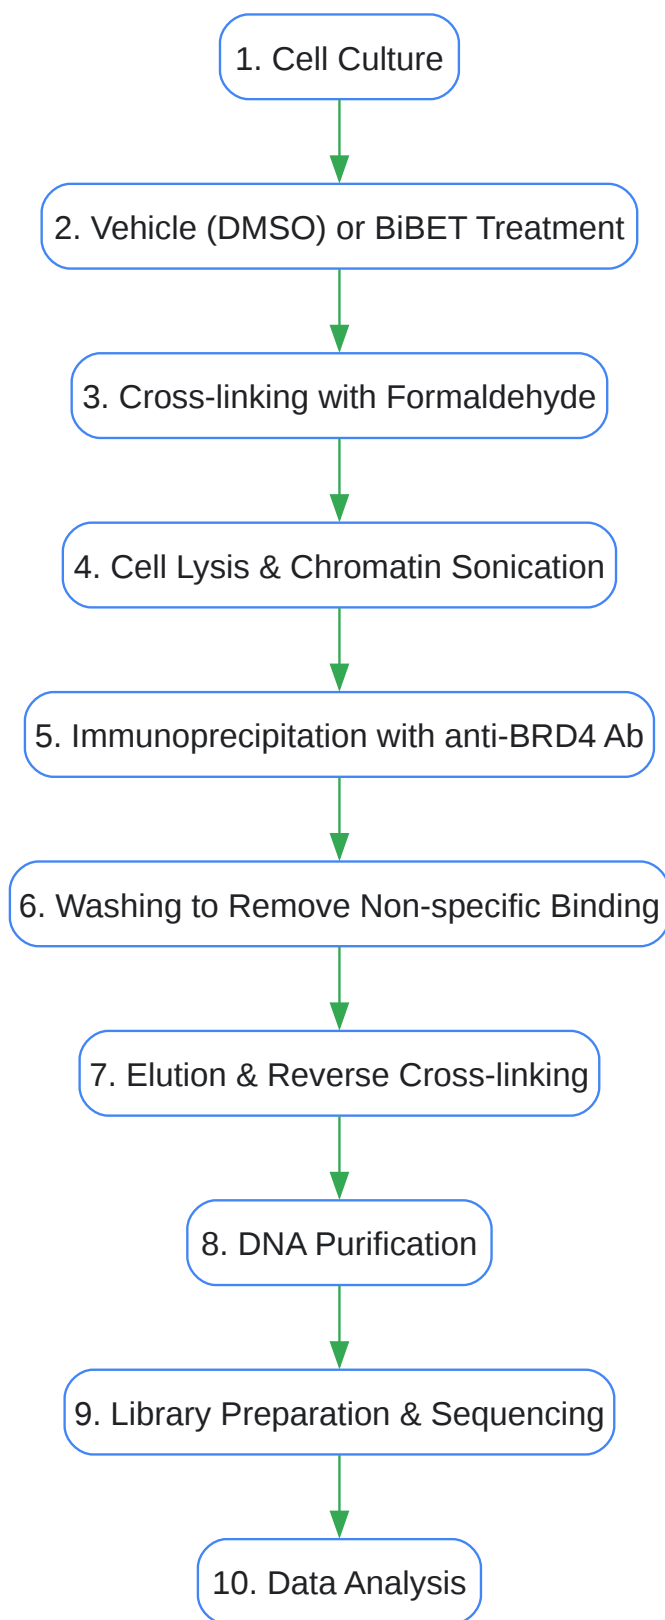 1. Cell Culture
2. Vehicle (DMSO) or BiBET Treatment
3. Cross-linking with Formaldehyde
4. Cell Lysis & Chromatin Sonication
5. Immunoprecipitation with anti-BRD4 Ab
6. Washing to Remove Non-specific Binding
7. Elution & Reverse Cross-linking
8. DNA Purification
9. Library Preparation & Sequencing
10. Data Analysis